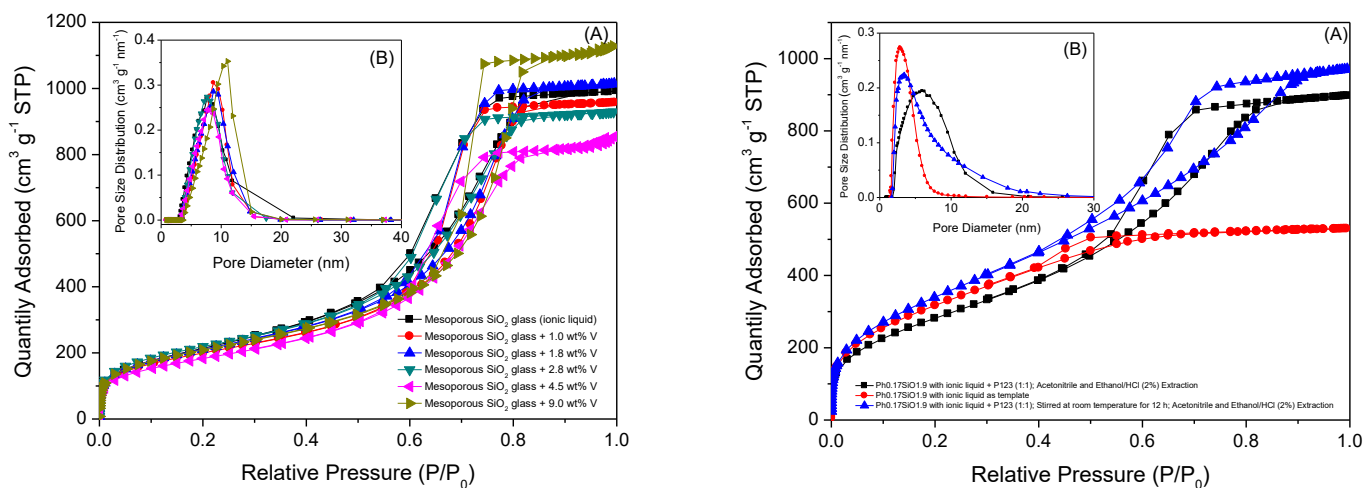 1200
1000
800
600
400
200
0
Quantily Adsorbed (cm³ g⁻¹ STP)
0.0 0.2 0.4 0.6 0.8 1.0
Relative Pressure (P/P₀)
(A)
(B)
0.4
0.3
0.2
0.1
0.0
Pore Size Distribution (cm³ g⁻¹ nm⁻¹)
0 10 20 30 40
Pore Diameter (nm)
Mesoporous SiO₂ glass (ionic liquid)
Mesoporous SiO₂ glass + 1.0 wt% V
Mesoporous SiO₂ glass + 1.8 wt% V
Mesoporous SiO₂ glass + 2.8 wt% V
Mesoporous SiO₂ glass + 4.5 wt% V
Mesoporous SiO₂ glass + 9.0 wt% V
1000
800
600
400
200
0
Quantily Adsorbed (cm³ g⁻¹ STP)
0.0 0.2 0.4 0.6 0.8 1.0
Relative Pressure (P/P₀)
(A)
(B)
0.3
0.2
0.1
0.0
Pore Size Distribution (cm³ g⁻¹ nm⁻¹)
0 10 20 30
Pore Diameter (nm)
Ph0.17SiO1.9 with ionic liquid + P123 (1:1); Acetonitrile and Ethanol/HCl (2%) Extraction
Ph0.17SiO1.9 with ionic liquid as template
Ph0.17SiO1.9 with ionic liquid + P123 (1:1); Stirred at room temperature for 12 h; Acetonitrile and Ethanol/HCl (2%) Extraction